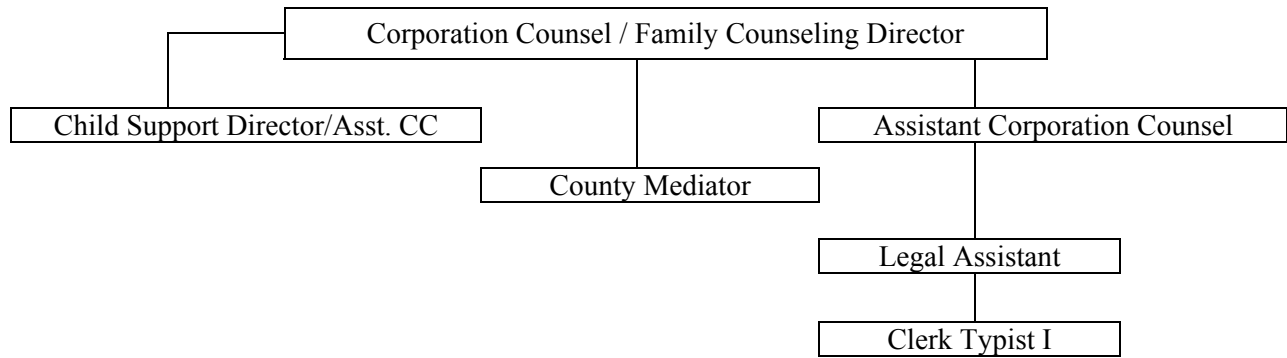 Corporation Counsel / Family Counseling Director
Child Support Director/Asst. CC
Assistant Corporation Counsel
County Mediator
Legal Assistant
Clerk Typist I